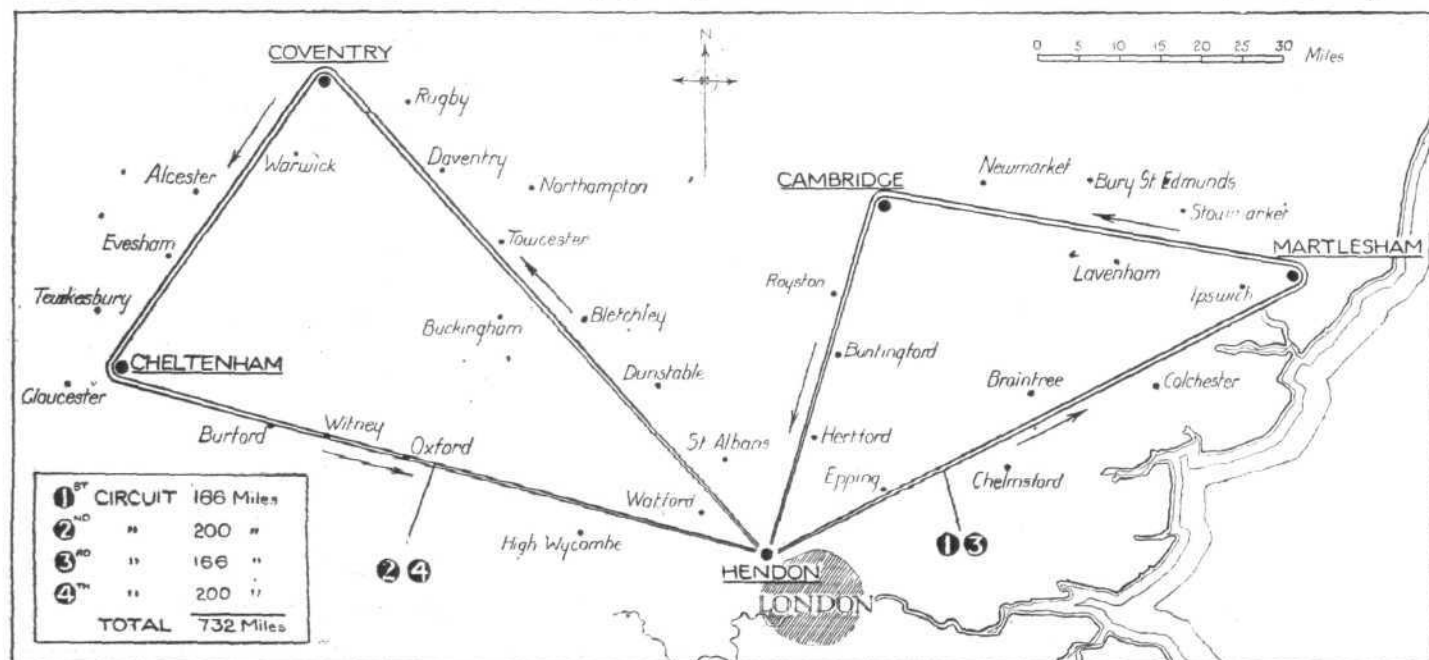 COVENTRY
N
0 5 10 15 20 25 30 Miles
Rugby
Warwick
Daventry
Alcester
Northampton
Newmarket
Bury St Edmunds
CAMBRIDGE
Stowmarket
Evesham
Towcester
MARTLESHAM
Lavenham
Royston
Ipswich
Tewkesbury
Buckingham
Bletchley
Buntingford
CHELTENHAM
Dunstable
Braintree
Colchester
Gloucester
Burford
Witney
Oxford
St Albans
Hertford
Epping
Chelmsford
Watford
High Wycombe
1ST CIRCUIT 166 Miles
2ND " 200 "
3RD " 166 "
4TH " 200 "
TOTAL 732 Miles
2 4
1 3
HENDON
LONDON